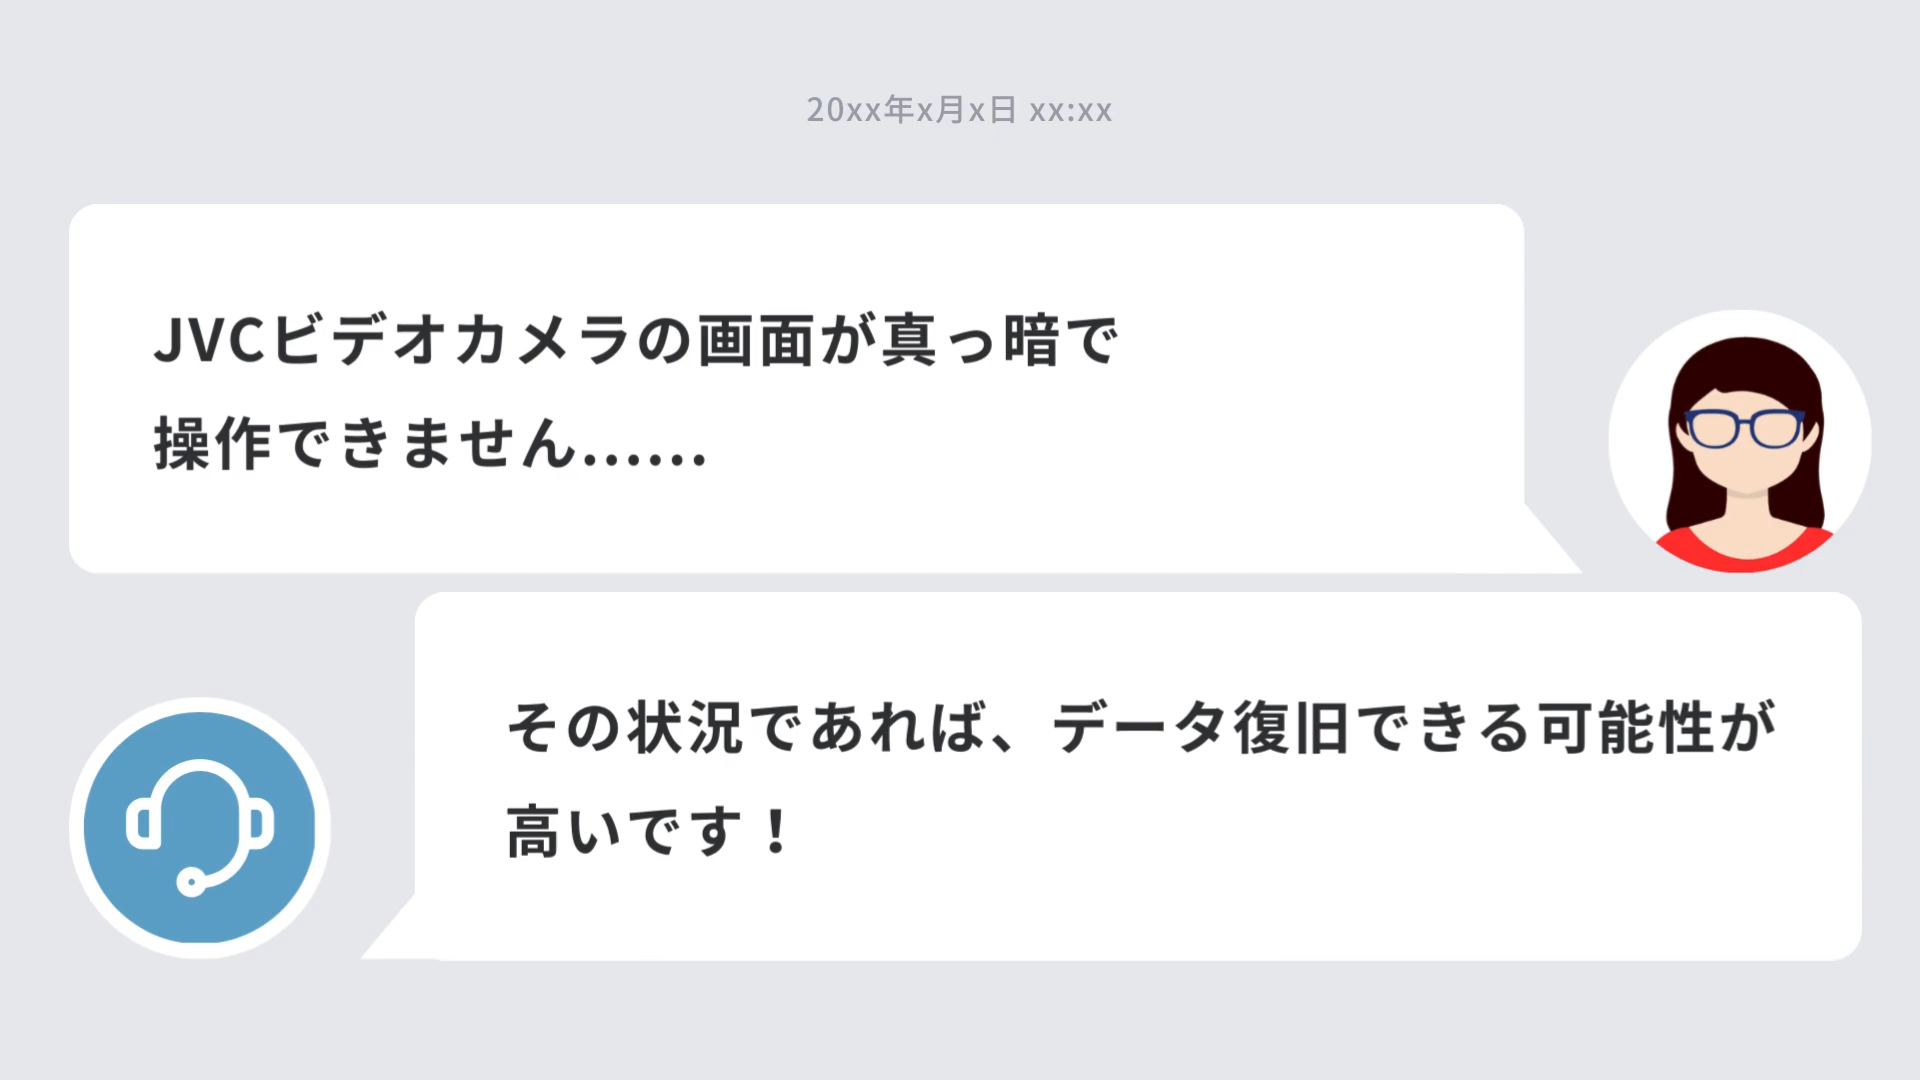 20xx年x月x日 xx:xx
JVCビデオカメラの画面が真っ暗で
操作できません......
その状況であれば、データ復旧できる可能性が
高いです！